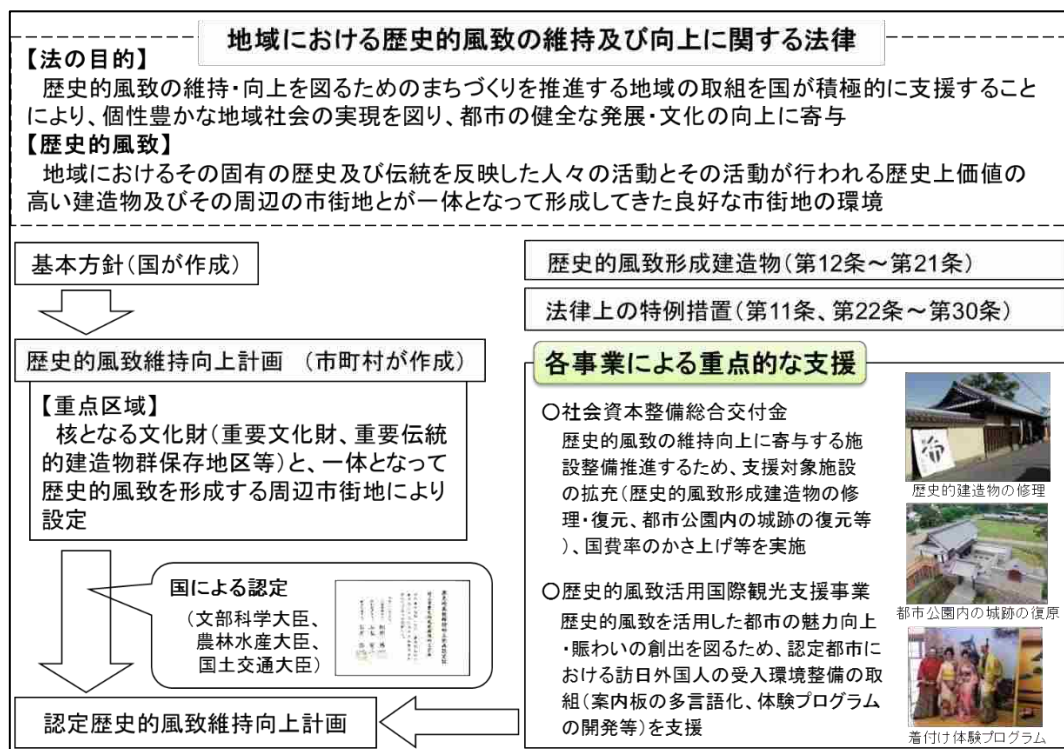 地域における歴史的風致の維持及び向上に関する法律
【法の目的】
歴史的風致の維持・向上を図るためのまちづくりを推進する地域の取組を国が積極的に支援すること
により、個性豊かな地域社会の実現を図り、都市の健全な発展・文化の向上に寄与
【歴史的風致】
地域におけるその固有の歴史及び伝統を反映した人々の活動とその活動が行われる歴史上価値の
高い建造物及びその周辺の市街地とが一体となって形成してきた良好な市街地の環境
基本方針(国が作成)
歴史的風致維持向上計画 (市町村が作成)
【重点区域】
核となる文化財(重要文化財、重要伝統
的建造物群保存地区等)と、一体となって
歴史的風致を形成する周辺市街地により
設定
国による認定
(文部科学大臣、
農林水産大臣、
国土交通大臣)
認定歴史的風致維持向上計画
歴史的風致形成建造物(第12条~第21条)
法律上の特例措置(第11条、第22条~第30条)
各事業による重点的な支援
○社会資本整備総合交付金
歴史的風致の維持向上に寄与する施
設整備推進するため、支援対象施設
の拡充(歴史的風致形成建造物の修
理・復元、都市公園内の城跡の復元等
)、国費率のかさ上げ等を実施
○歴史的風致活用国際観光支援事業
歴史的風致を活用した都市の魅力向上
・賑わいの創出を図るため、認定都市に
おける訪日外国人の受入環境整備の取
組(案内板の多言語化、体験プログラム
の開発等)を支援
歴史的建造物の修理
都市公園内の城跡の復原
着付け体験プログラム